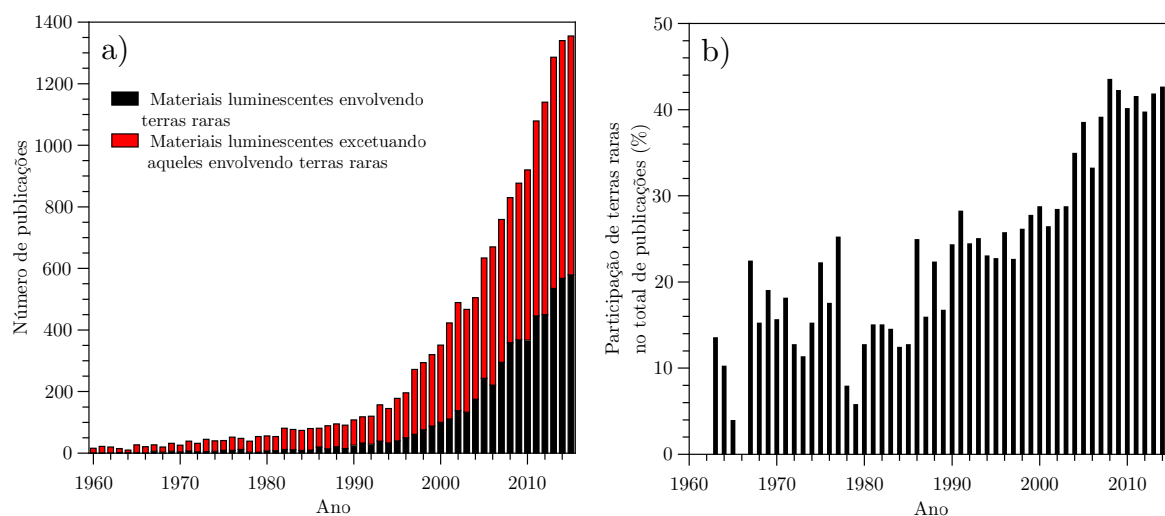 a)
Materiais luminescentes envolvendo
terras raras
Materiais luminescentes excetuando
aqueles envolvendo terras raras
Número de publicações
1400
1200
1000
800
600
400
200
0
1960 1970 1980 1990 2000 2010
Ano
b)
Participação de terras raras
no total de publicações (%)
50
40
30
20
10
0
1960 1970 1980 1990 2000 2010
Ano